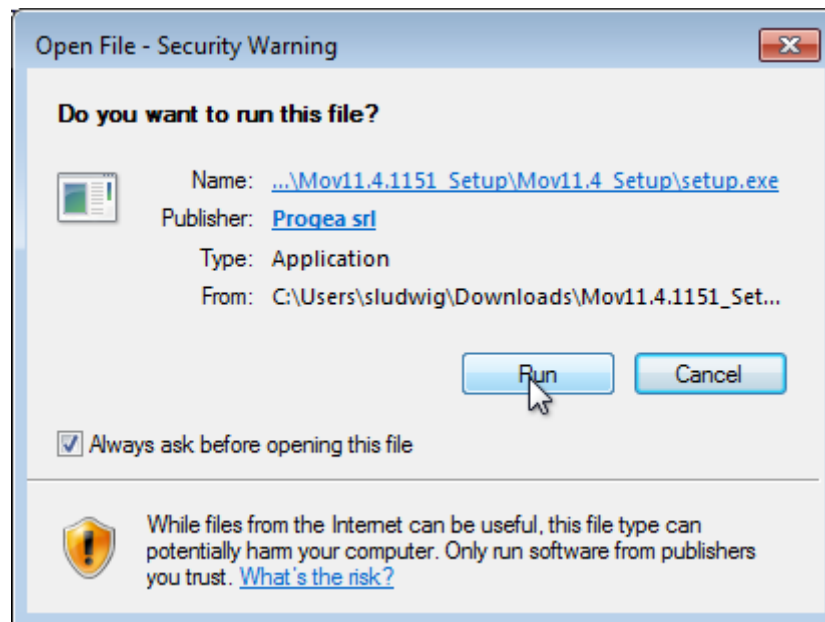 Open File - Security Warning
Do you want to run this file?
Name: ...\Mov11.4.1151_Setup\Mov11.4_Setup\setup.exe
Publisher: Progea srl
Type: Application
From: C:\Users\sludwig\Downloads\Mov11.4.1151_Set...
Run Cancel
Always ask before opening this file
While files from the Internet can be useful, this file type can
potentially harm your computer. Only run software from publishers
you trust. What's the risk?